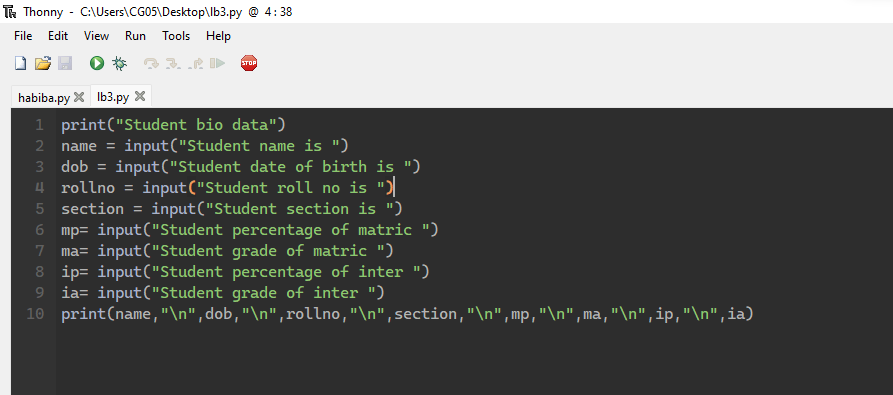 Thonny - C:\Users\CG05\Desktop\lb3.py @ 4:38
File Edit View Run Tools Help
STOP
habiba.py lb3.py
1 print("Student bio data")
2 name = input("Student name is ")
3 dob = input("Student date of birth is ")
4 rollno = input("Student roll no is ")
5 section = input("Student section is ")
6 mp= input("Student percentage of matric ")
7 ma= input("Student grade of matric ")
8 ip= input("Student percentage of inter ")
9 ia= input("Student grade of inter ")
10 print(name,"\n",dob,"\n",rollno,"\n",section,"\n",mp,"\n",ma,"\n",ip,"\n",ia)